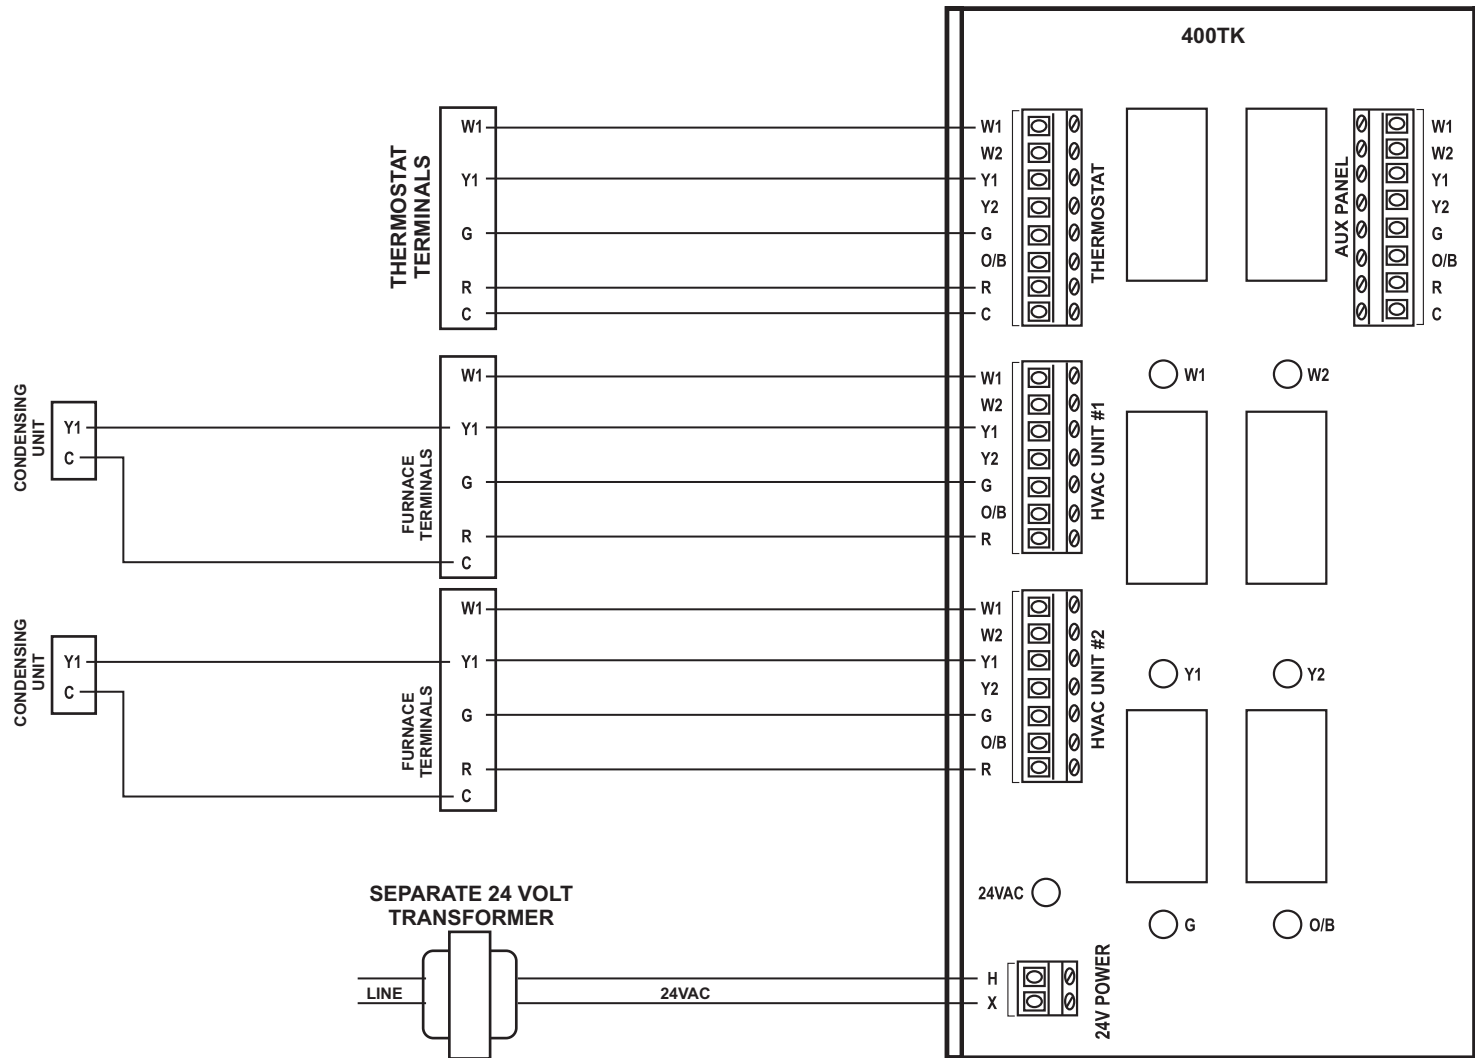 400TK
THERMOSTAT
TERMINALS
W1
Y1
G
R
C
W1
W2
Y1
Y2
G
O/B
R
C
THERMOSTAT
AUX PANEL
W1
W2
Y1
Y2
G
O/B
R
C
CONDENSING
UNIT
Y1
C
FURNACE
TERMINALS
W1
Y1
G
R
C
W1
W2
Y1
Y2
G
O/B
R
HVAC UNIT #1
W1
W2
CONDENSING
UNIT
Y1
C
FURNACE
TERMINALS
W1
Y1
G
R
C
W1
W2
Y1
Y2
G
O/B
R
HVAC UNIT #2
Y1
Y2
SEPARATE 24 VOLT
TRANSFORMER
LINE
24VAC
24VAC
G
O/B
H
X
24V POWER